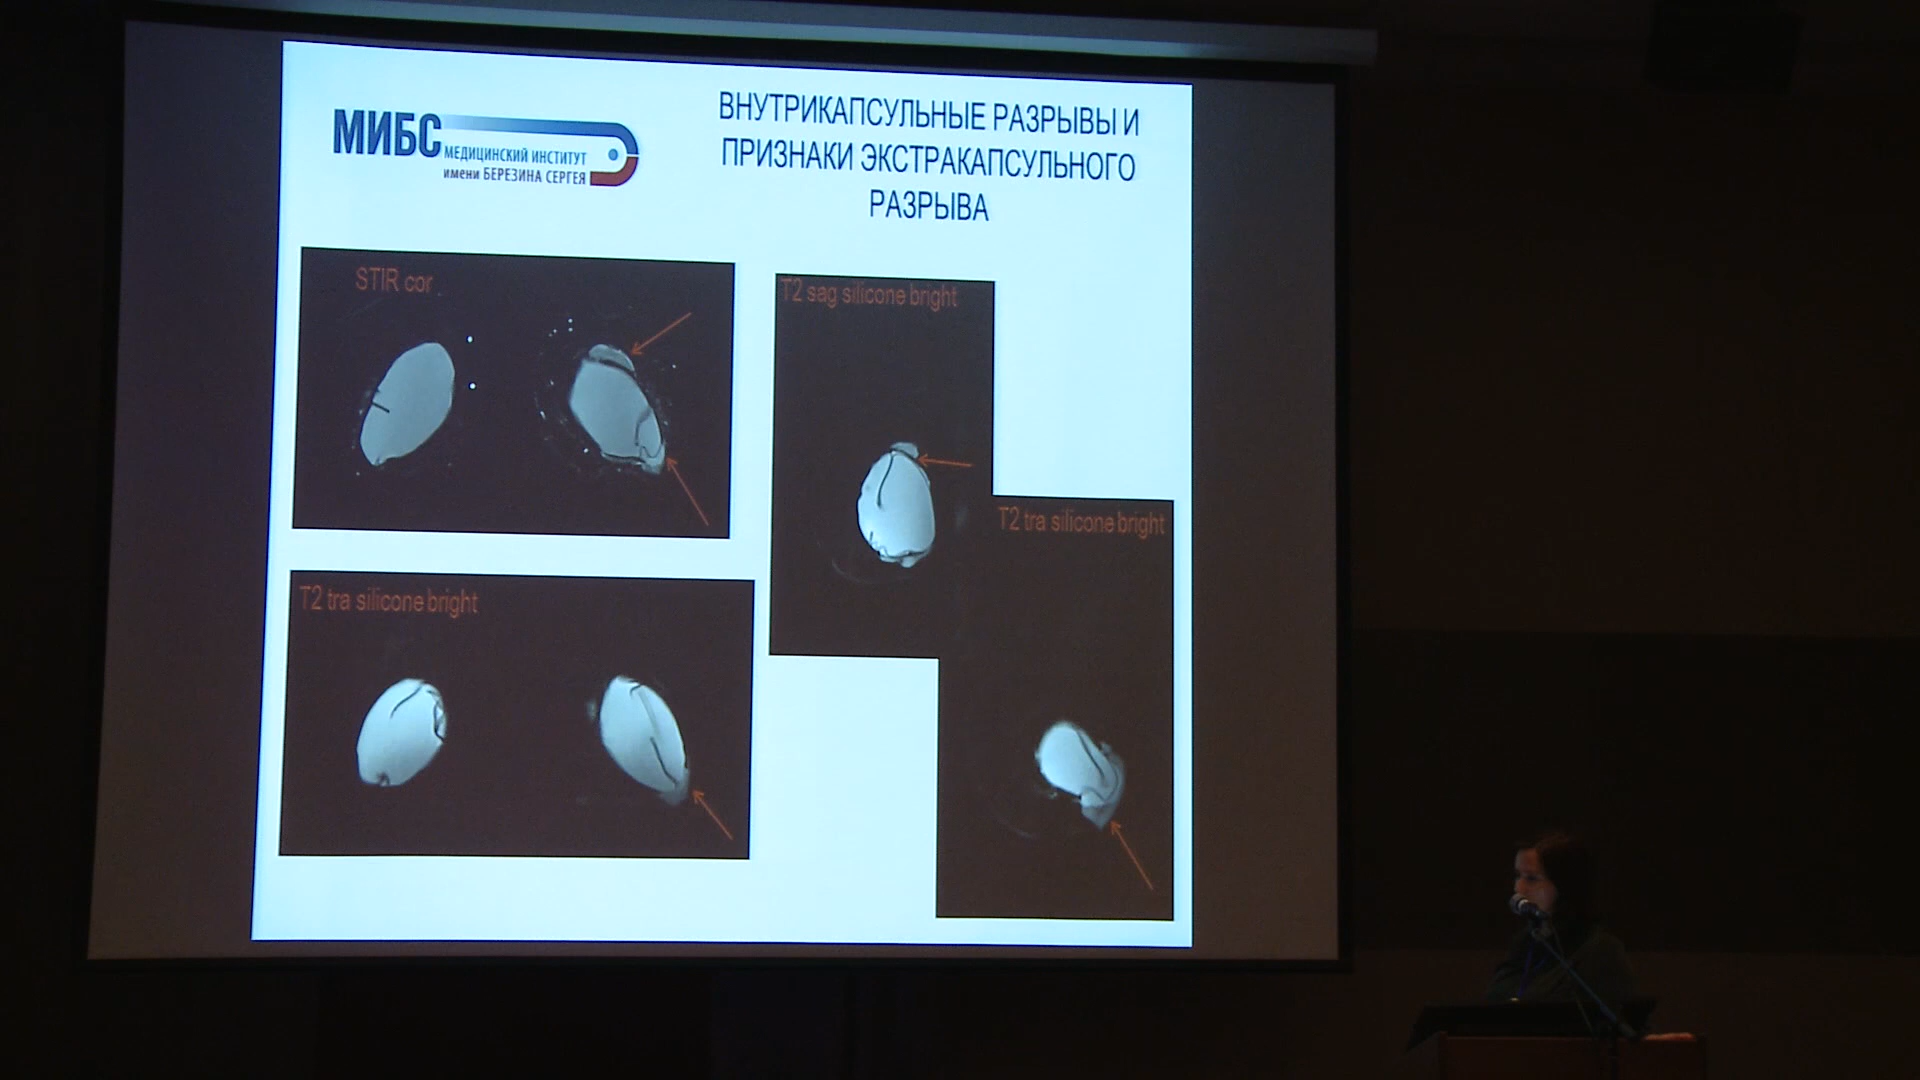 МИБС
МЕДИЦИНСКИЙ ИНСТИТУТ
имени БЕРЕЗИНА СЕРГЕЯ
ВНУТРИКАПСУЛЬНЫЕ РАЗРЫВЫ И
ПРИЗНАКИ ЭКСТРАКАПСУЛЬНОГО
РАЗРЫВА
STIR cor
T2 sag silicone bright
T2 tra silicone bright
T2 tra silicone bright